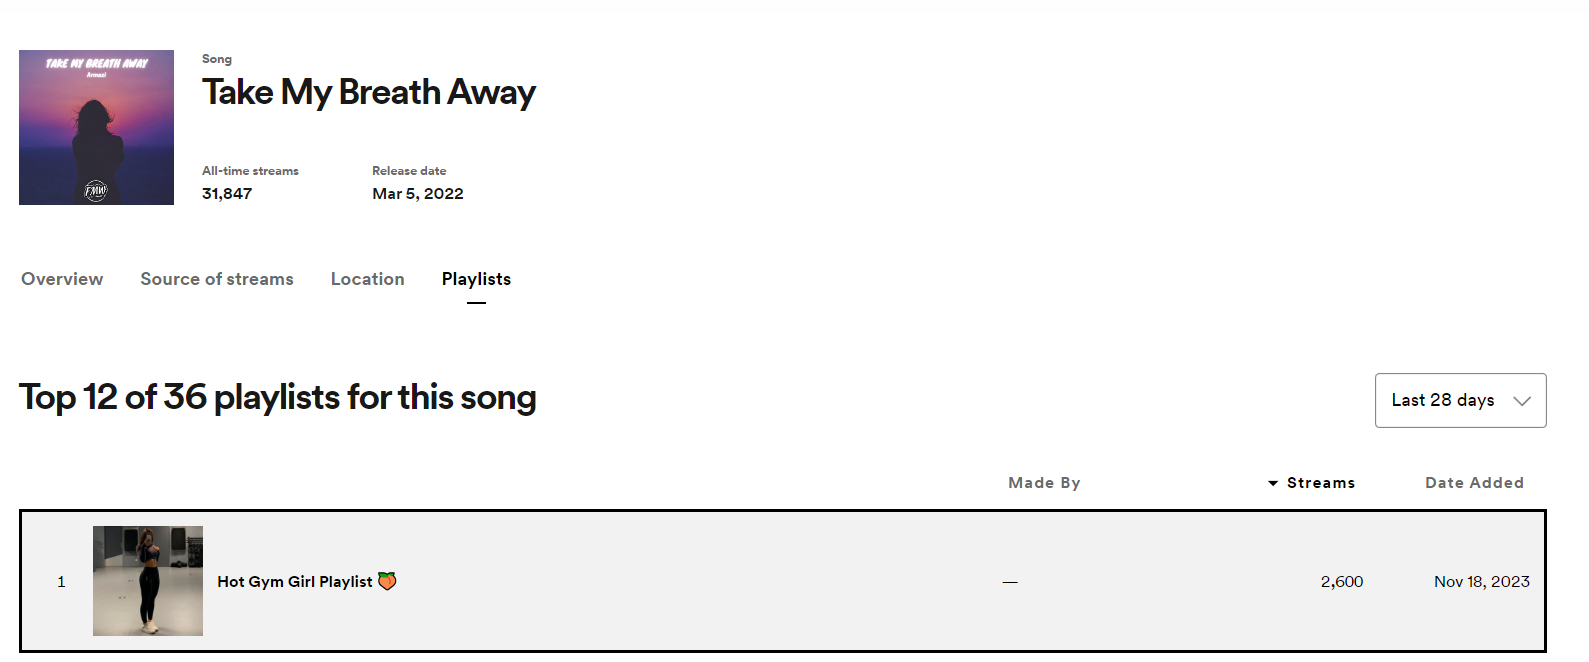 TAKE MY BREATH AWAY
Armazi
FMW
Song
Take My Breath Away
All-time streams
Release date
31,847
Mar 5, 2022
Overview
Source of streams
Location
Playlists
Top 12 of 36 playlists for this song
Last 28 days
Made By
Streams
Date Added
1
Hot Gym Girl Playlist 🍑
—
2,600
Nov 18, 2023